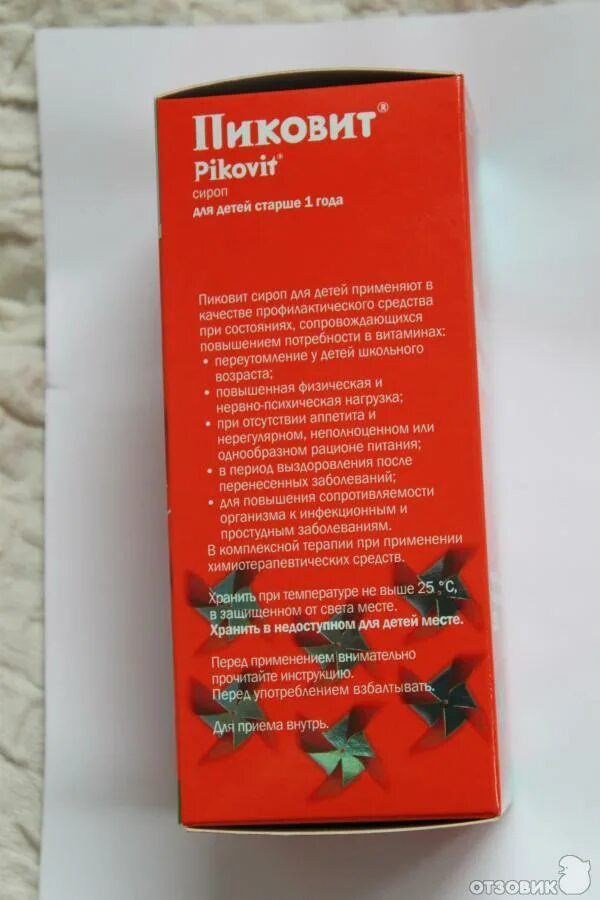 Пиковит®
Pikovit®
сироп
для детей старше 1 года
Пиковит сироп для детей применяют в
качестве профилактического средства
при состояниях, сопровождающихся
повышением потребности в витаминах:
• переутомление у детей школьного
возраста;
• повышенная физическая и
нервно-психическая нагрузка;
• при отсутствии аппетита и
нерегулярном, неполноценном или
однообразном рационе питания;
• в период выздоровления после
перенесенных заболеваний;
• для повышения сопротивляемости
организма к инфекционным и
простудным заболеваниям.
В комплексной терапии при применении
химиотерапевтических средств.
Хранить при температуре не выше 25 °C,
в защищенном от света месте.
Хранить в недоступном для детей месте.
Перед применением внимательно
прочитайте инструкцию.
Перед употреблением взбалтывать.
Для приема внутрь.
ОТЗОВИК